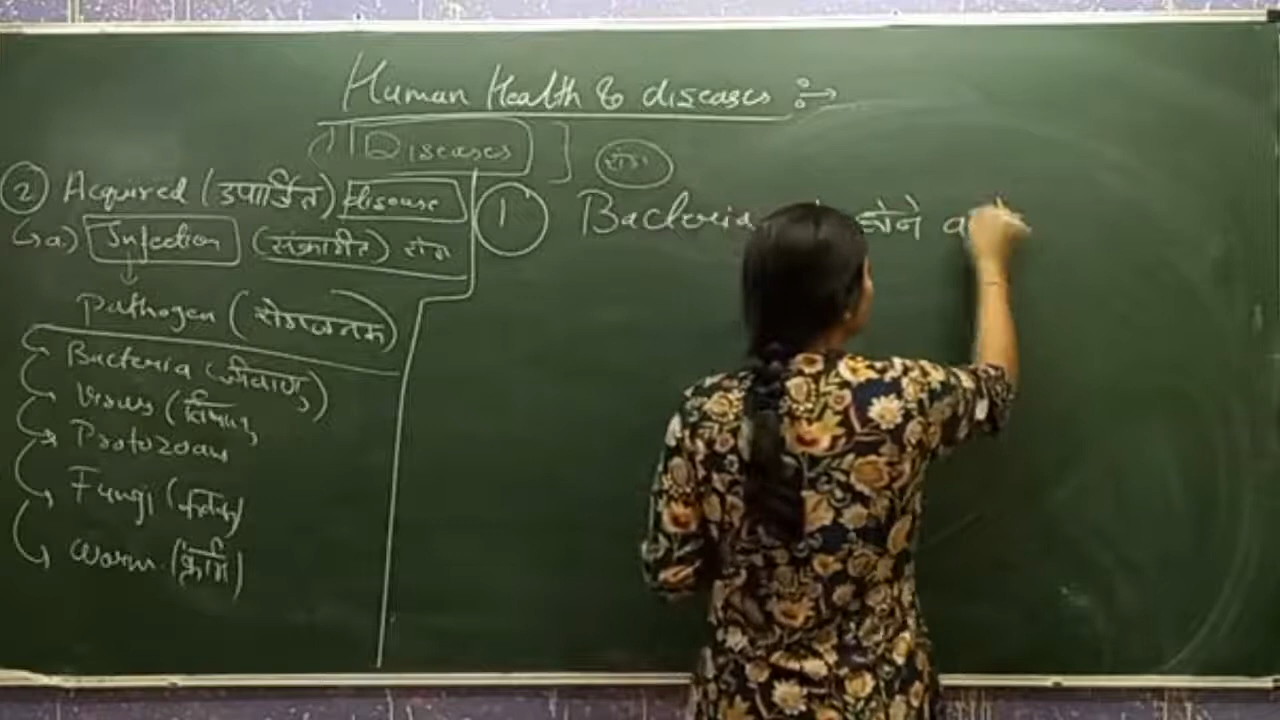 Human Health & diseases :→
Diseases
रोग
② Acquired (उपार्जित) disease
↳ a) Infection (संक्रामित) रोग
↓
Pathogen (रोगजनक)
Bacteria (जीवाणु)
Virus (विषाणु)
Protozoan
Fungi (कवक)
Worm. (कृमि)
① Bacteria होने